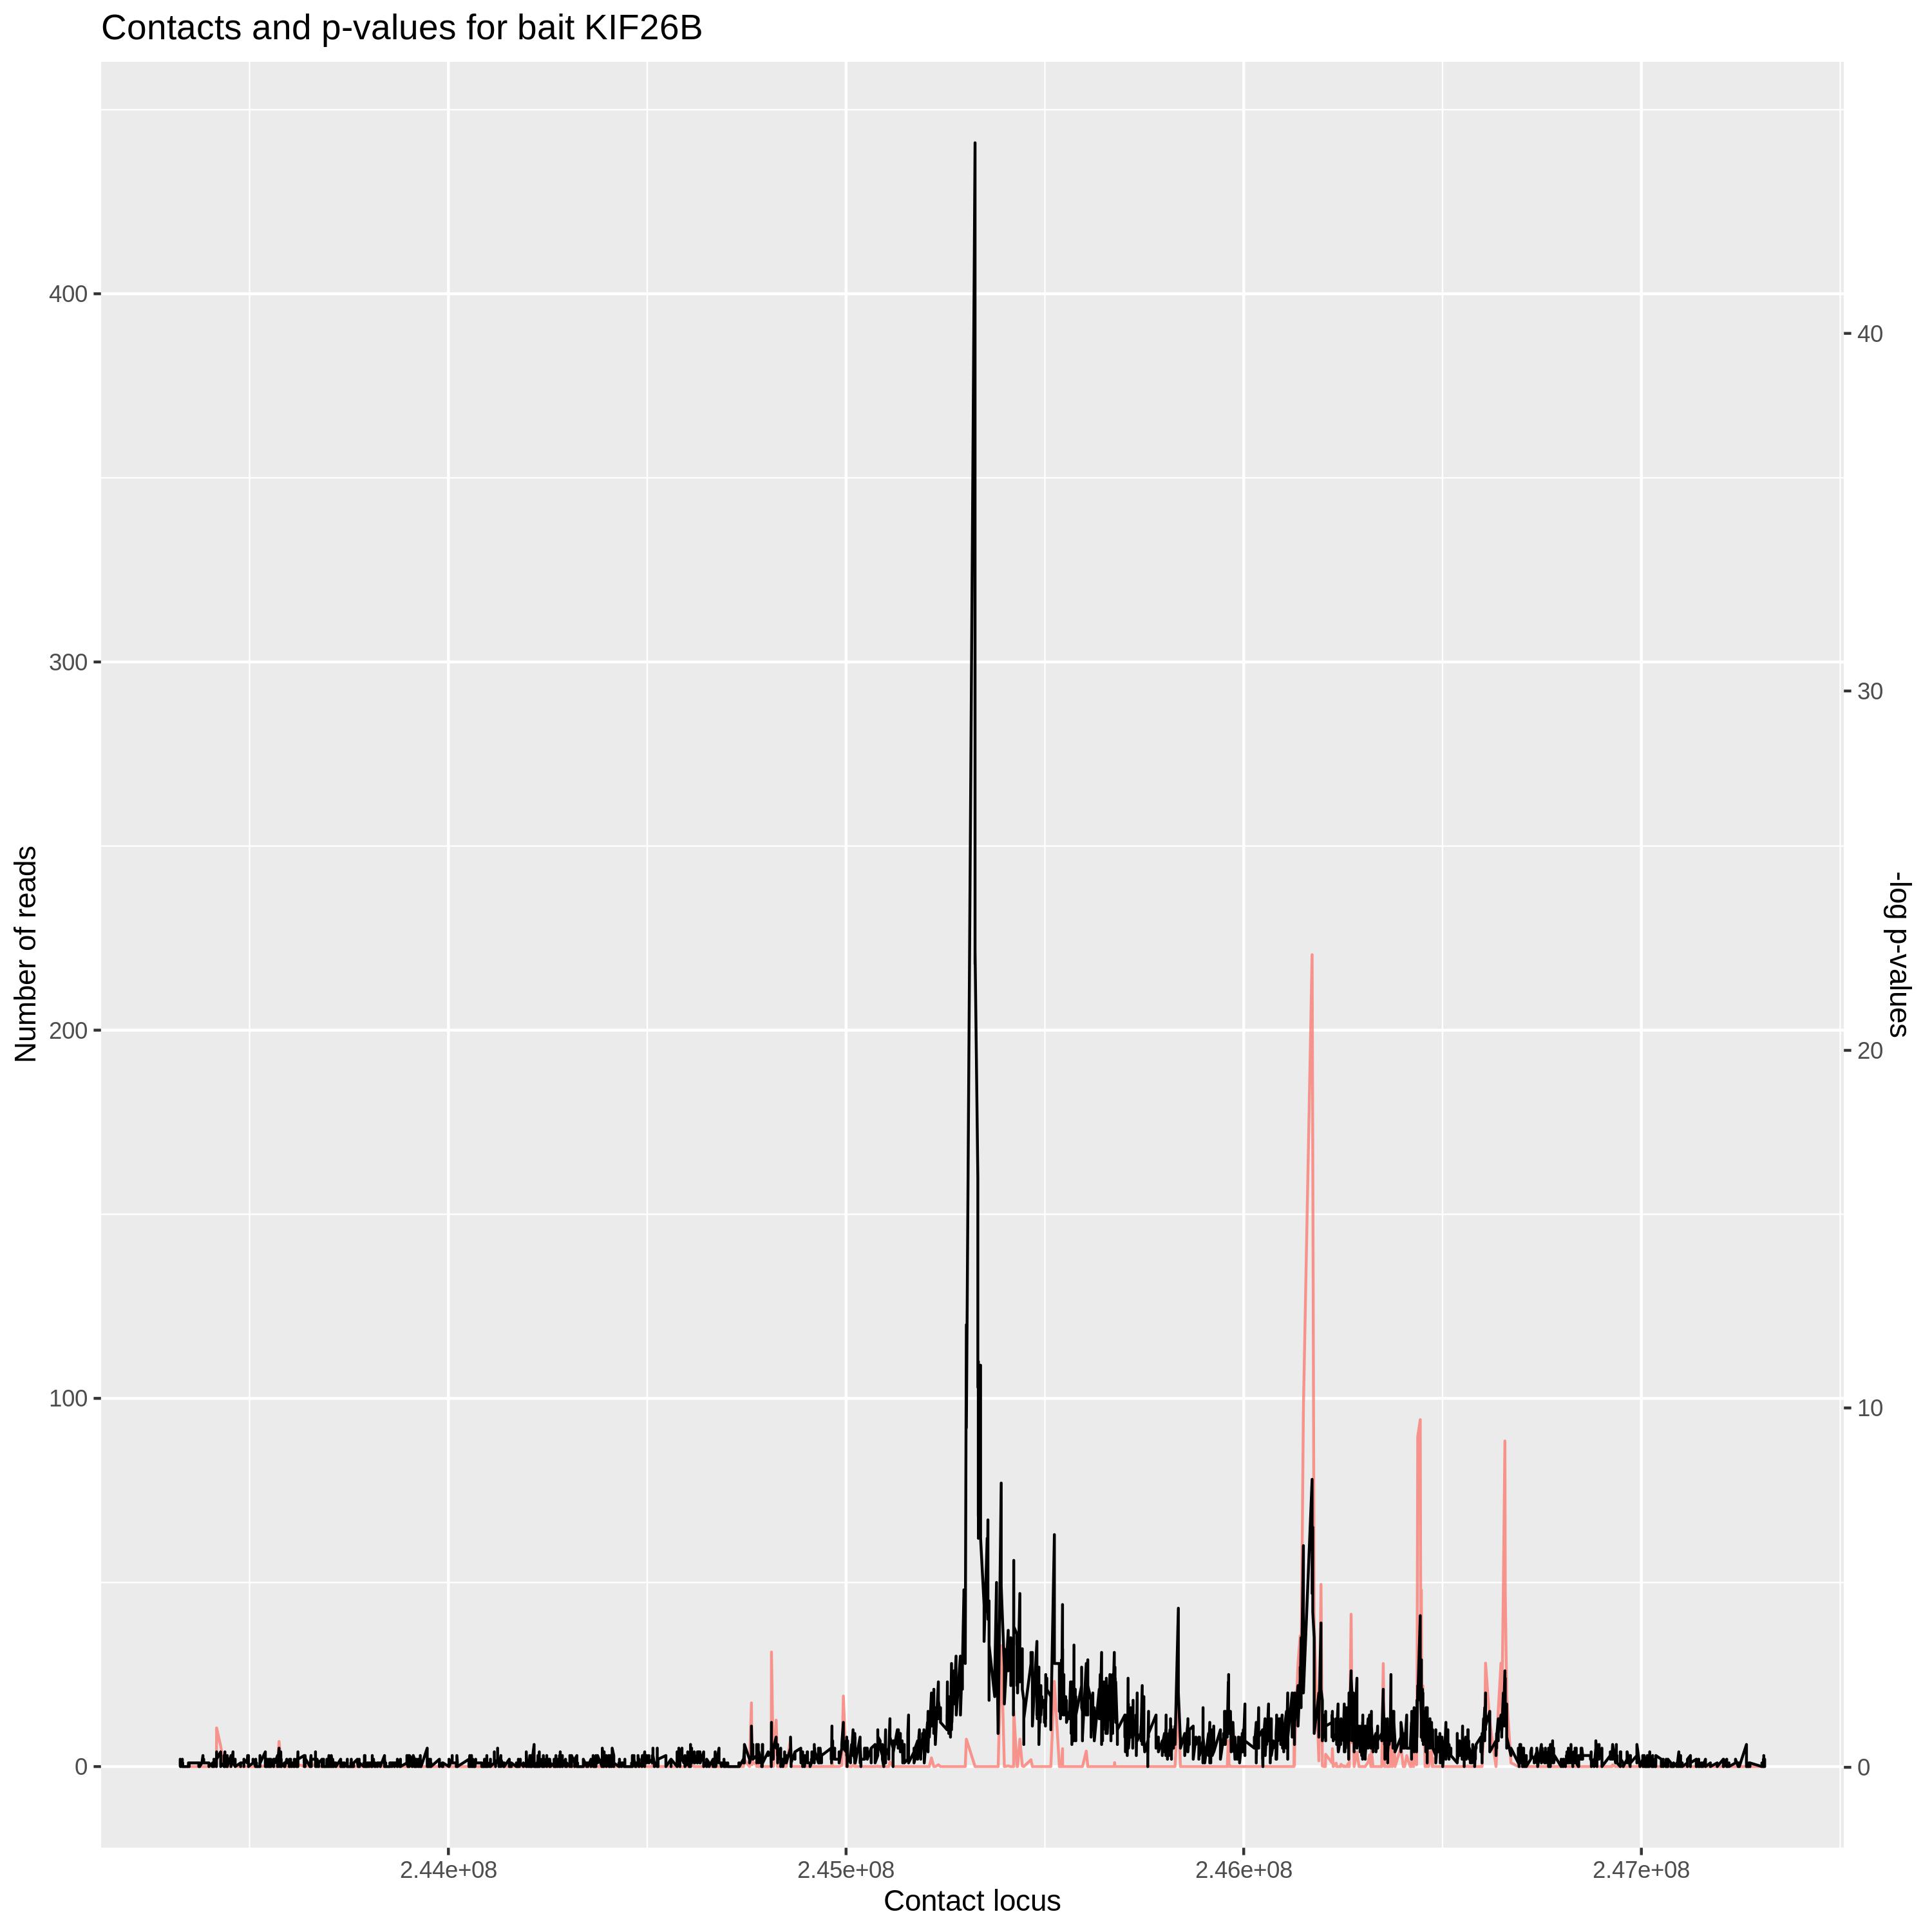 Contacts and p-values for bait KIF26B
Number of reads
400
300
200
100
0
-log p-values
40
30
20
10
0
2.44e+08
2.45e+08
2.46e+08
2.47e+08
Contact locus